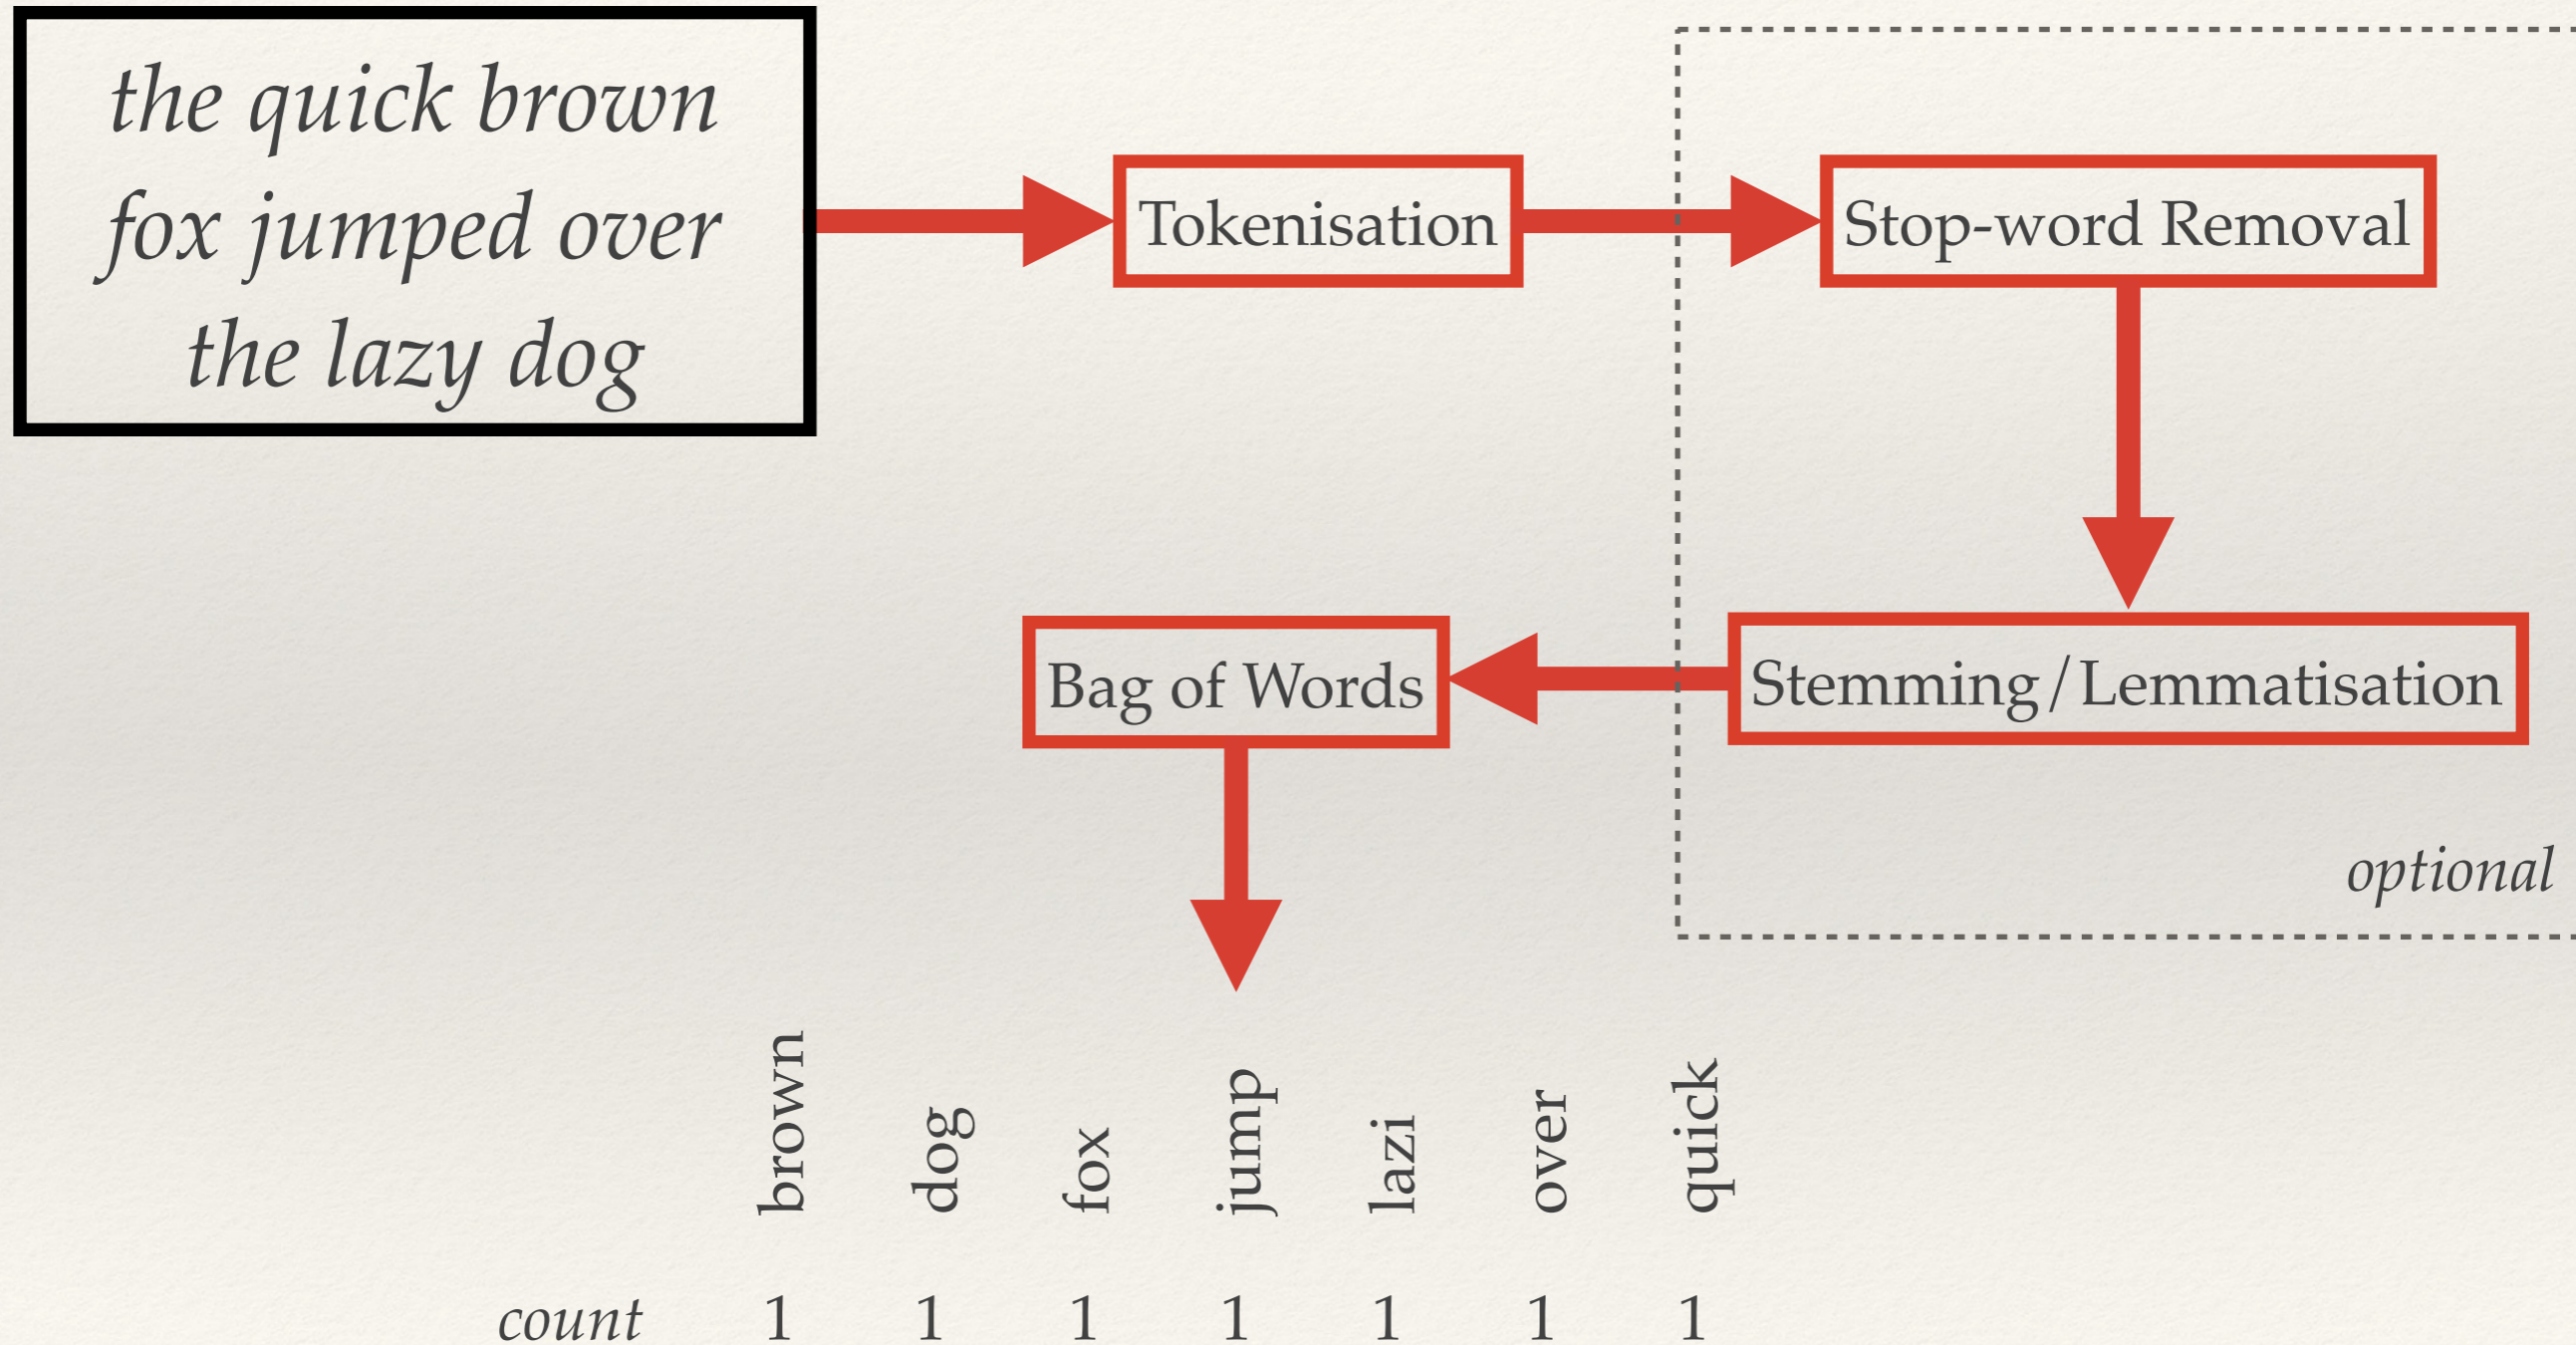 the quick brown
fox jumped over
the lazy dog
Tokenisation
Stop-word Removal
Bag of Words
Stemming/Lemmatisation
optional
brown dog fox jump lazi over quick
count 1 1 1 1 1 1 1